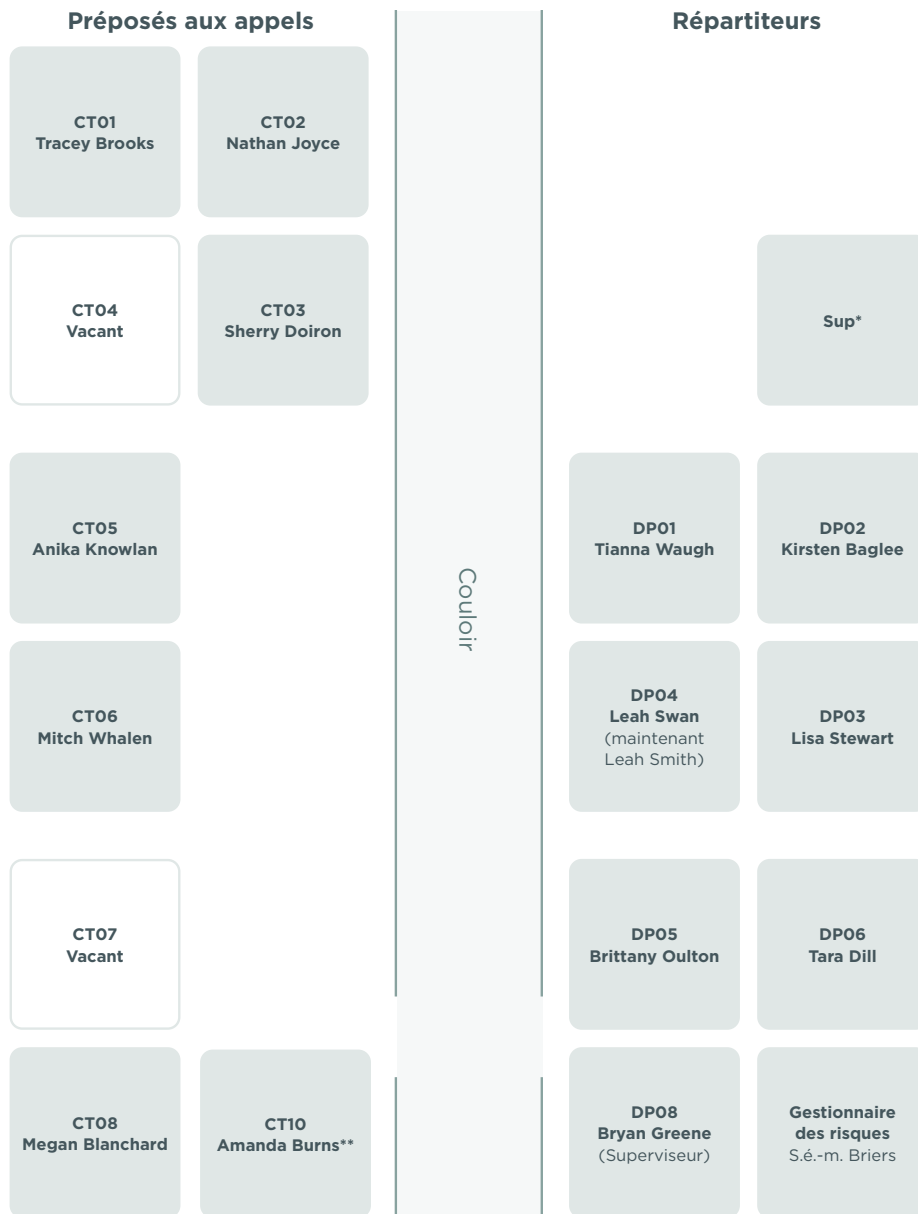 Préposés aux appels
Répartiteurs
CT01
Tracey Brooks
CT02
Nathan Joyce
CT04
Vacant
CT03
Sherry Doiron
Sup*
CT05
Anika Knowlan
DP01
Tianna Waugh
DP02
Kirsten Baglee
Couloir
CT06
Mitch Whalen
DP04
Leah Swan
(maintenant
Leah Smith)
DP03
Lisa Stewart
CT07
Vacant
DP05
Brittany Oulton
DP06
Tara Dill
CT08
Megan Blanchard
CT10
Amanda Burns**
DP08
Bryan Greene
(Superviseur)
Gestionnaire
des risques
S.é.-m. Briers